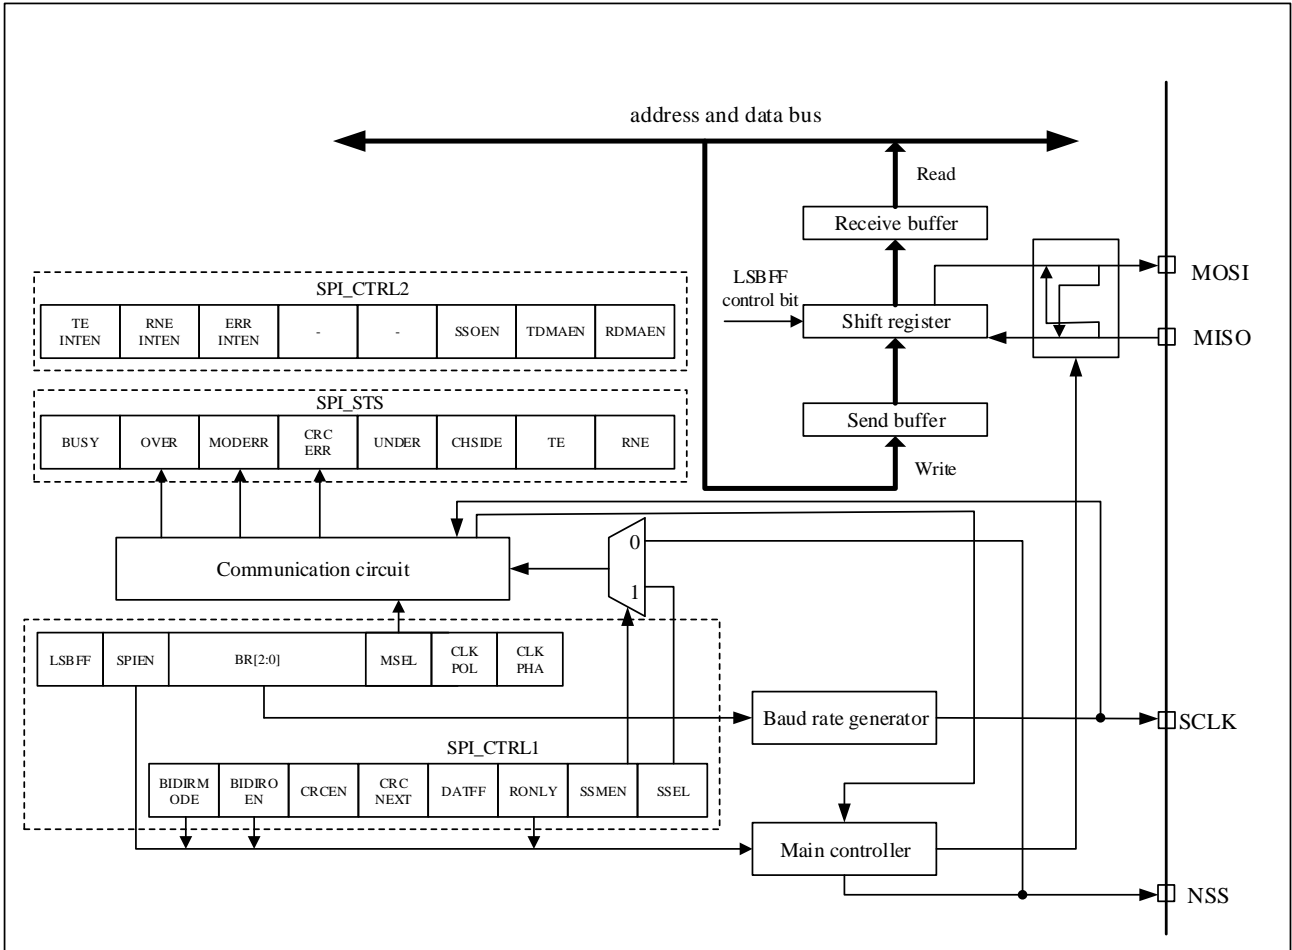 address and data bus
Read
Receive buffer
MOSI
LSBFF
control bit
SPI_CTRL2
TE
INTEN
RNE
INTEN
ERR
INTEN
-
-
SSOEN
TDMAEN
RDMAEN
Shift register
MISO
SPI_STS
Send buffer
BUSY
OVER
MODERR
CRC
ERR
UNDER
CHSIDE
TE
RNE
Write
0
Communication circuit
1
LSBFF
SPIEN
BR[2:0]
MSEL
CLK
POL
CLK
PHA
Baud rate generator
SCLK
SPI_CTRL1
BIDIRM
ODE
BIDIRO
EN
CRCEN
CRC
NEXT
DATFF
RONLY
SSMEN
SSEL
Main controller
NSS